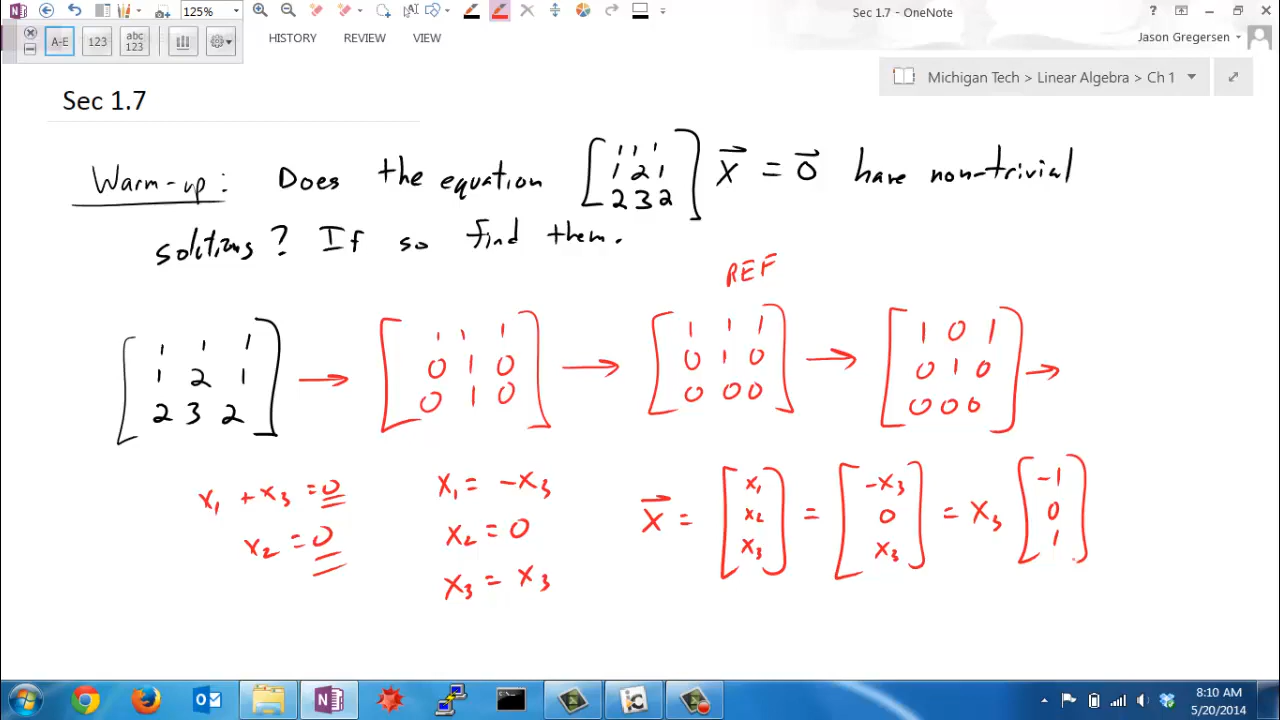 125%
Sec 1.7 - OneNote
?
A-E
123
abc
123
HISTORY REVIEW VIEW
Jason Gregersen
Michigan Tech > Linear Algebra > Ch 1
Sec 1.7
Warm-up: Does the equation [1 1 1; 1 2 1; 2 3 2] x⃗ = 0⃗ have non-trivial
solutions? If so find them.
REF
[1 1 1; 1 2 1; 2 3 2] → [1 1 1; 0 1 0; 0 1 0] → [1 1 1; 0 1 0; 0 0 0] → [1 0 1; 0 1 0; 0 0 0] →
x₁ + x₃ = 0
x₂ = 0
x₁ = -x₃
x₂ = 0
x₃ = x₃
x⃗ = [x₁; x₂; x₃] = [-x₃; 0; x₃] = x₃ [-1; 0; 1]
8:10 AM
5/20/2014